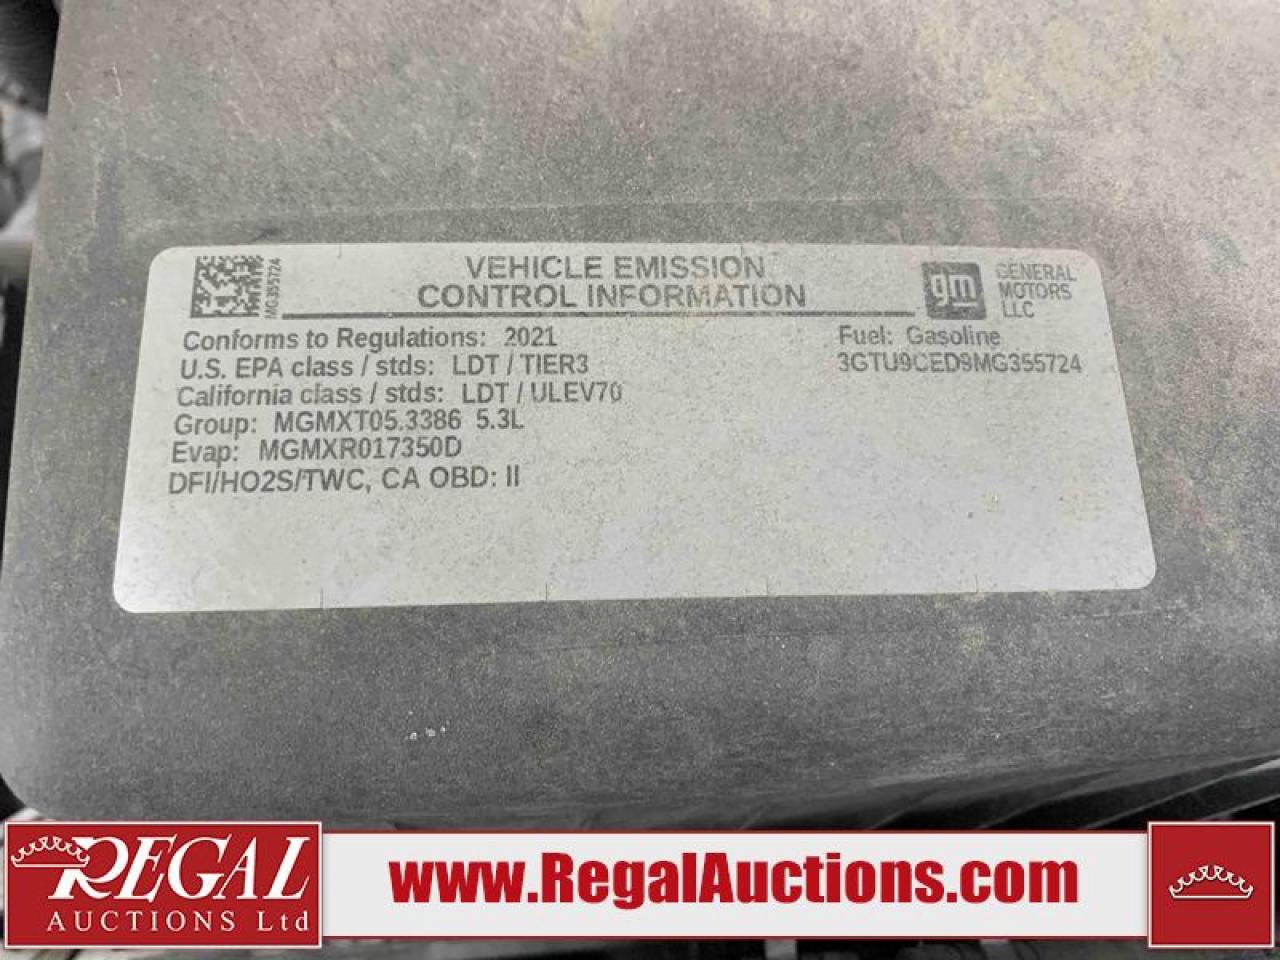 MG355724
VEHICLE EMISSION
CONTROL INFORMATION
gm
GENERAL
MOTORS
LLC
Conforms to Regulations: 2021
U.S. EPA class / stds: LDT / TIER3
California class / stds: LDT / ULEV70
Group: MGMXT05.3386 5.3L
Evap: MGMXR017350D
DFI/HO2S/TWC, CA OBD: II
Fuel: Gasoline
3GTU9CED9MG355724
REGAL
AUCTIONS Ltd
www.RegalAuctions.com